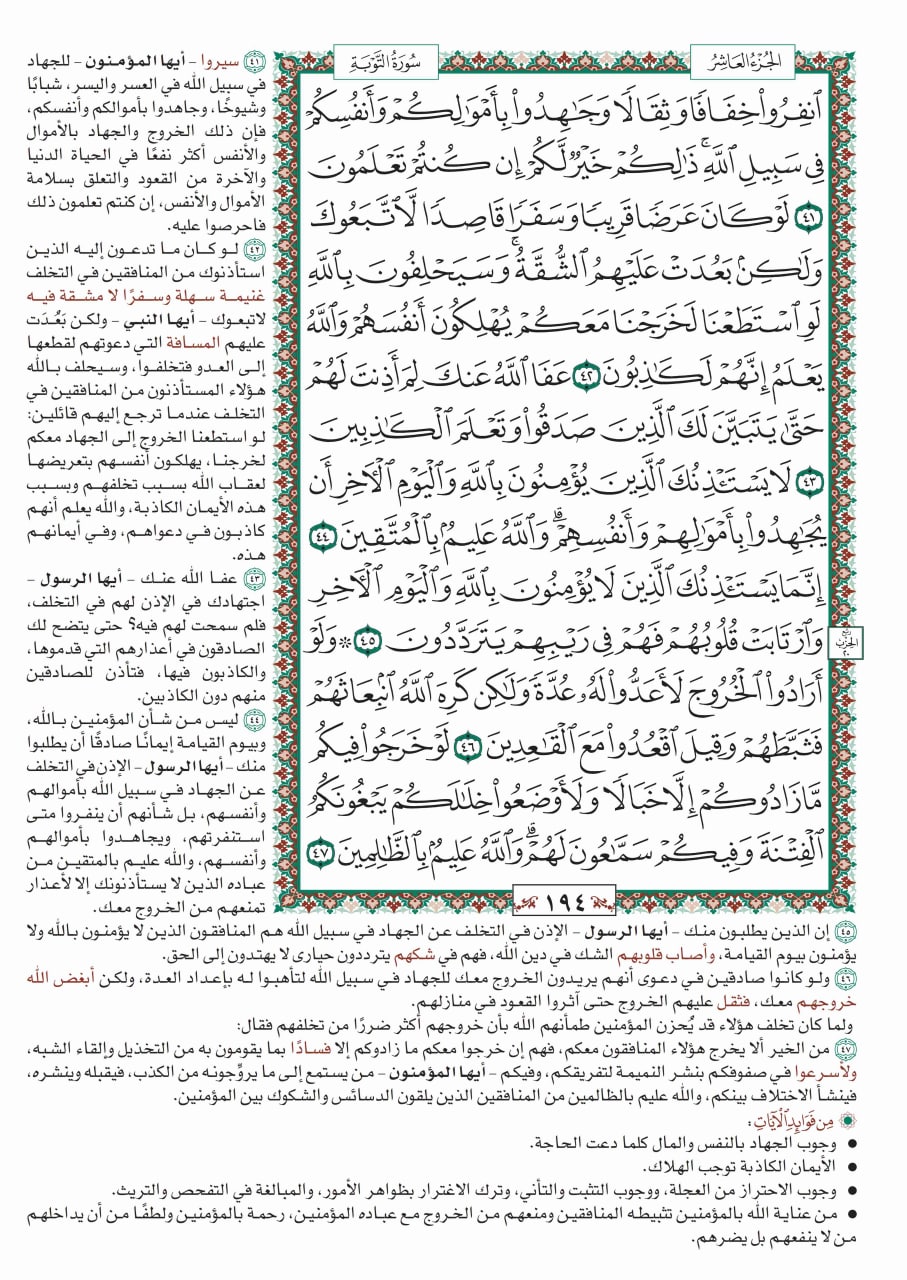 الجُزْءُ العَاشِرُ
سُورَةُ التَّوْبَةِ
ٱنفِرُوا۟ خِفَافًا وَثِقَالًا وَجَـٰهِدُوا۟ بِأَمْوَٰلِكُمْ وَأَنفُسِكُمْ
فِى سَبِيلِ ٱللَّهِ ۚ ذَٰلِكُمْ خَيْرٌ لَّكُمْ إِن كُنتُمْ تَعْلَمُونَ
٤١ لَوْ كَانَ عَرَضًا قَرِيبًا وَسَفَرًا قَاصِدًا لَّٱتَّبَعُوكَ
وَلَـٰكِنۢ بَعُدَتْ عَلَيْهِمُ ٱلشُّقَّةُ ۚ وَسَيَحْلِفُونَ بِٱللَّهِ
لَوِ ٱسْتَطَعْنَا لَخَرَجْنَا مَعَكُمْ يُهْلِكُونَ أَنفُسَهُمْ وَٱللَّهُ
يَعْلَمُ إِنَّهُمْ لَكَـٰذِبُونَ ٤٢ عَفَا ٱللَّهُ عَنكَ لِمَ أَذِنتَ لَهُمْ
حَتَّىٰ يَتَبَيَّنَ لَكَ ٱلَّذِينَ صَدَقُوا۟ وَتَعْلَمَ ٱلْكَـٰذِبِينَ
٤٣ لَا يَسْتَـْٔذِنُكَ ٱلَّذِينَ يُؤْمِنُونَ بِٱللَّهِ وَٱلْيَوْمِ ٱلْـَٔاخِرِ أَن
يُجَـٰهِدُوا۟ بِأَمْوَٰلِهِمْ وَأَنفُسِهِمْ ۗ وَٱللَّهُ عَلِيمٌۢ بِٱلْمُتَّقِينَ ٤٤
إِنَّمَا يَسْتَـْٔذِنُكَ ٱلَّذِينَ لَا يُؤْمِنُونَ بِٱللَّهِ وَٱلْيَوْمِ ٱلْـَٔاخِرِ
وَٱرْتَابَتْ قُلُوبُهُمْ فَهُمْ فِى رَيْبِهِمْ يَتَرَدَّدُونَ ٤٥ ۞ وَلَوْ
أَرَادُوا۟ ٱلْخُرُوجَ لَأَعَدُّوا۟ لَهُۥ عُدَّةً وَلَـٰكِن كَرِهَ ٱللَّهُ ٱنۢبِعَاثَهُمْ
فَثَبَّطَهُمْ وَقِيلَ ٱقْعُدُوا۟ مَعَ ٱلْقَـٰعِدِينَ ٤٦ لَوْ خَرَجُوا۟ فِيكُم
مَّا زَادُوكُمْ إِلَّا خَبَالًا وَلَأَوْضَعُوا۟ خِلَـٰلَكُمْ يَبْغُونَكُمُ
ٱلْفِتْنَةَ وَفِيكُمْ سَمَّـٰعُونَ لَهُمْ ۗ وَٱللَّهُ عَلِيمٌۢ بِٱلظَّـٰلِمِينَ ٤٧
ربع
الحزب
٢٠
١٩٤
٤١ سيروا - أيها المؤمنون - للجهاد
في سبيل الله في العسر واليسر، شبابًا
وشيوخًا، وجاهدوا بأموالكم وأنفسكم،
فإن ذلك الخروج والجهاد بالأموال
والأنفس أكثر نفعًا في الحياة الدنيا
والآخرة من القعود والتعلق بسلامة
الأموال والأنفس، إن كنتم تعلمون ذلك
فاحرصوا عليه.
٤٢ لو كان ما تدعون إليه الذين
استأذنوك من المنافقين في التخلف
غنيمة سهلة وسفرًا لا مشقة فيه
لاتبعوك - أيها النبي - ولكن بَعُدَت
عليهم المسافة التي دعوتهم لقطعها
إلى العدو فتخلفوا، وسيحلف بالله
هؤلاء المستأذنون من المنافقين في
التخلف عندما ترجع إليهم قائلين:
لو استطعنا الخروج إلى الجهاد معكم
لخرجنا، يهلكون أنفسهم بتعريضها
لعقاب الله بسبب تخلفهم وبسبب
هذه الأيمان الكاذبة، والله يعلم أنهم
كاذبون في دعواهم، وفي أيمانهم
هذه.
٤٣ عفا الله عنك - أيها الرسول -
اجتهادك في الإذن لهم في التخلف،
فلم سمحت لهم فيه؟ حتى يتضح لك
الصادقون في أعذارهم التي قدموها،
والكاذبون فيها، فتأذن للصادقين
منهم دون الكاذبين.
٤٤ ليس من شأن المؤمنين بالله،
وبيوم القيامة إيمانًا صادقًا أن يطلبوا
منك - أيها الرسول - الإذن في التخلف
عن الجهاد في سبيل الله بأموالهم
وأنفسهم، بل شأنهم أن ينفروا متى
استنفرتهم، ويجاهدوا بأموالهم
وأنفسهم، والله عليم بالمتقين من
عباده الذين لا يستأذنونك إلا لأعذار
تمنعهم من الخروج معك.
٤٥ إن الذين يطلبون منك - أيها الرسول - الإذن في التخلف عن الجهاد في سبيل الله هم المنافقون الذين لا يؤمنون بالله ولا
يؤمنون بيوم القيامة، وأصاب قلوبهم الشك في دين الله، فهم في شكهم يترددون حيارى لا يهتدون إلى الحق.
٤٦ ولو كانوا صادقين في دعوى أنهم يريدون الخروج معك للجهاد في سبيل الله لتأهبوا له بإعداد العدة، ولكن أبغض الله
خروجهم معك، فثقل عليهم الخروج حتى آثروا القعود في منازلهم.
ولما كان تخلف هؤلاء قد يُحزن المؤمنين طمأنهم الله بأن خروجهم أكثر ضررًا من تخلفهم فقال:
٤٧ من الخير ألا يخرج هؤلاء المنافقون معكم، فهم إن خرجوا معكم ما زادوكم إلا فسادًا بما يقومون به من التخذيل وإلقاء الشبه،
ولأسرعوا في صفوفكم بنشر النميمة لتفريقكم، وفيكم - أيها المؤمنون - من يستمع إلى ما يروِّجونه من الكذب، فيقبله وينشره،
فينشأ الاختلاف بينكم، والله عليم بالظالمين من المنافقين الذين يلقون الدسائس والشكوك بين المؤمنين.
مِن فَوَائِدِ الْآيَاتِ:
• وجوب الجهاد بالنفس والمال كلما دعت الحاجة.
• الأيمان الكاذبة توجب الهلاك.
• وجوب الاحتراز من العجلة، ووجوب التثبت والتأني، وترك الاغترار بظواهر الأمور، والمبالغة في التفحص والتريث.
• من عناية الله بالمؤمنين تثبيطه المنافقين ومنعهم من الخروج مع عباده المؤمنين، رحمة بالمؤمنين ولطفًا من أن يداخلهم
من لا ينفعهم بل يضرهم.